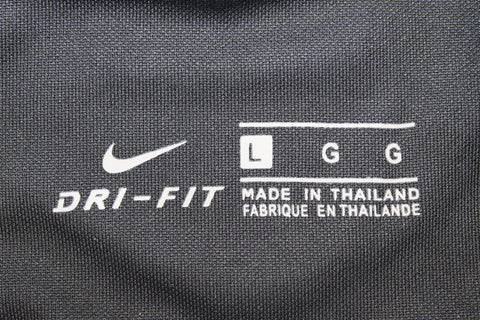 L G G
DRI-FIT
MADE IN THAILAND
FABRIQUE EN THAILANDE